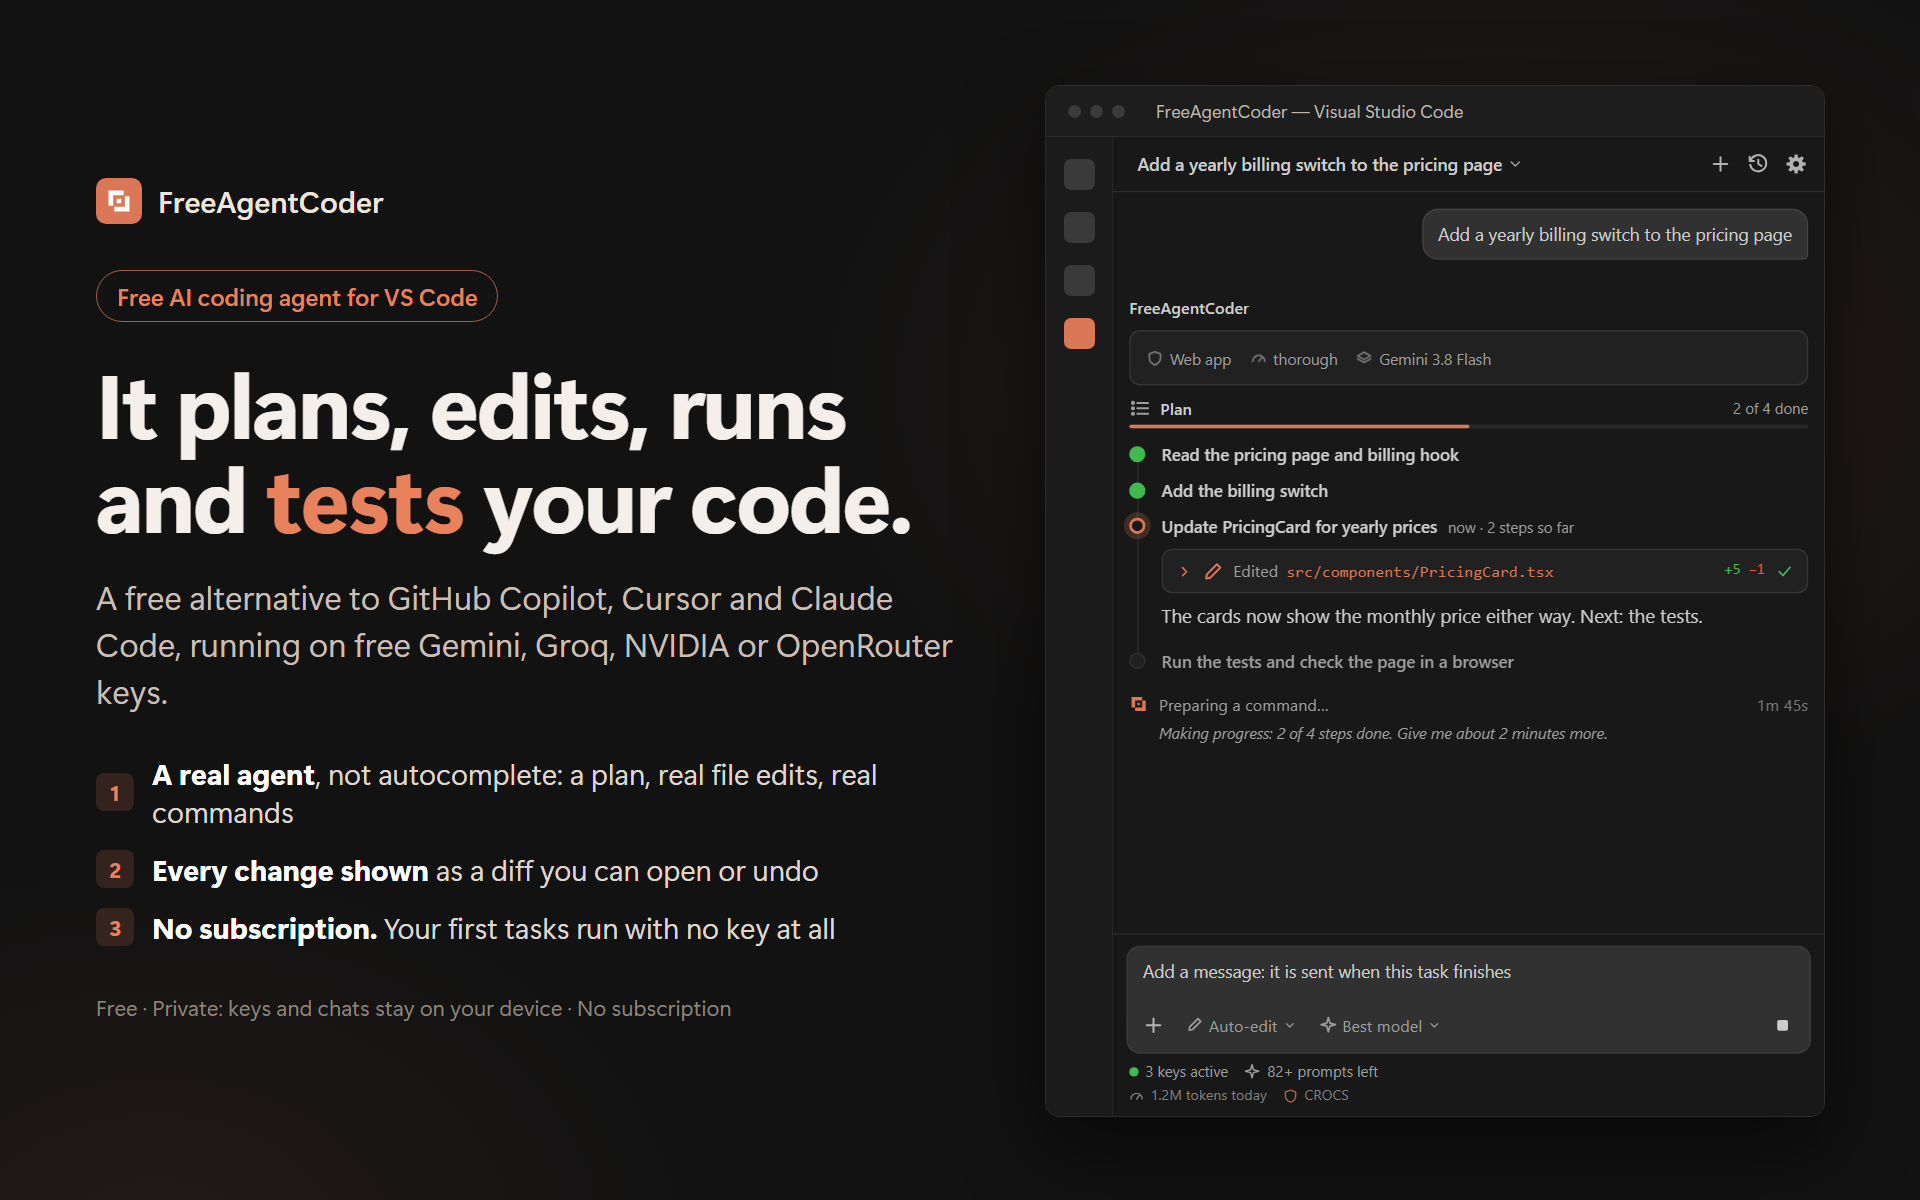 FreeAgentCoder
Free AI coding agent for VS Code
It plans, edits, runs
and tests your code.
A free alternative to GitHub Copilot, Cursor and Claude
Code, running on free Gemini, Groq, NVIDIA or OpenRouter
keys.
1
A real agent, not autocomplete: a plan, real file edits, real
commands
2
Every change shown as a diff you can open or undo
3
No subscription. Your first tasks run with no key at all
Free · Private: keys and chats stay on your device · No subscription
FreeAgentCoder — Visual Studio Code
Add a yearly billing switch to the pricing page
Add a yearly billing switch to the pricing page
FreeAgentCoder
Web app thorough Gemini 3.8 Flash
Plan 2 of 4 done
Read the pricing page and billing hook
Add the billing switch
Update PricingCard for yearly prices now · 2 steps so far
Edited src/components/PricingCard.tsx +5 −1
The cards now show the monthly price either way. Next: the tests.
Run the tests and check the page in a browser
Preparing a command... 1m 45s
Making progress: 2 of 4 steps done. Give me about 2 minutes more.
Add a message: it is sent when this task finishes
Auto-edit Best model
3 keys active 82+ prompts left
1.2M tokens today CROCS